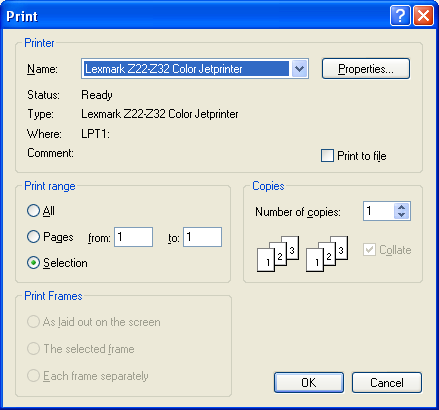 Print
Printer
Name: Lexmark Z22-Z32 Color Jetprinter Properties...
Status: Ready
Type: Lexmark Z22-Z32 Color Jetprinter
Where: LPT1:
Comment: Print to file
Print range
All
Pages from: 1 to: 1
Selection
Copies
Number of copies: 1
1 2 3 1 2 3 Collate
Print Frames
As laid out on the screen
The selected frame
Each frame separately
OK Cancel